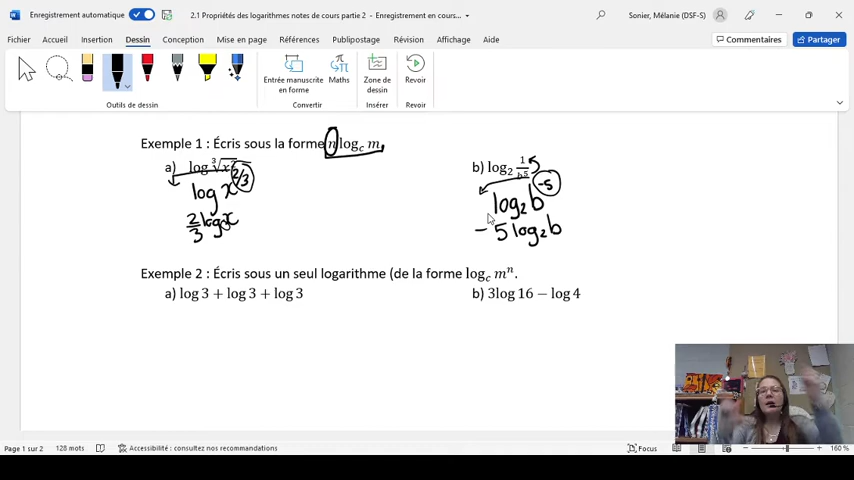 Enregistrement automatique
2.1 Propriétés des logarithmes notes de cours partie 2 - Enregistrement en cours...
Sonier, Mélanie (DSF-S)
Fichier Accueil Insertion Dessin Conception Mise en page Références Publipostage Révision Affichage Aide
Commentaires Partager
Entrée manuscrite en forme
Maths
Zone de dessin
Revoir
Outils de dessin Convertir Insérer Revoir
Exemple 1 : Écris sous la forme n log_c m.
a) log ∛x² b) log₂ 1/b⁵
log x^2/3 log₂ b^-5
2/3 log x - 5 log₂ b
Exemple 2 : Écris sous un seul logarithme (de la forme log_c mⁿ.
a) log 3 + log 3 + log 3 b) 3log 16 − log 4
Page 1 sur 2 128 mots Accessibilité : consultez nos recommandations Focus 160 %